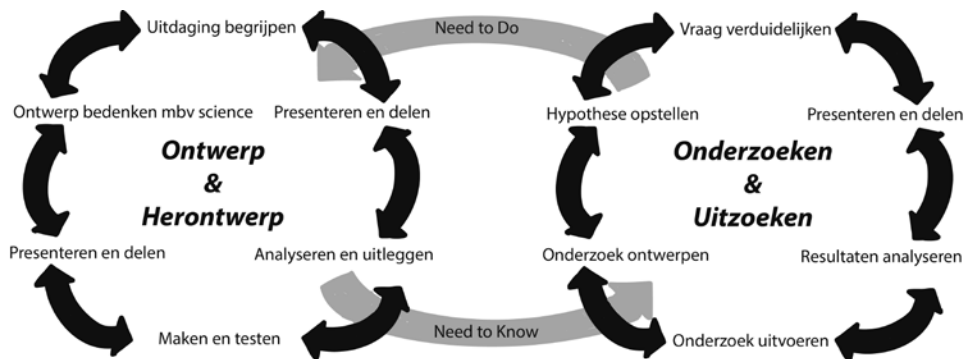 Uitdaging begrijpen
Need to Do
Vraag verduidelijken
Ontwerp bedenken mbv science
Presenteren en delen
Hypothese opstellen
Presenteren en delen
Ontwerp
&
Herontwerp
Onderzoeken
&
Uitzoeken
Presenteren en delen
Analyseren en uitleggen
Onderzoek ontwerpen
Resultaten analyseren
Maken en testen
Need to Know
Onderzoek uitvoeren